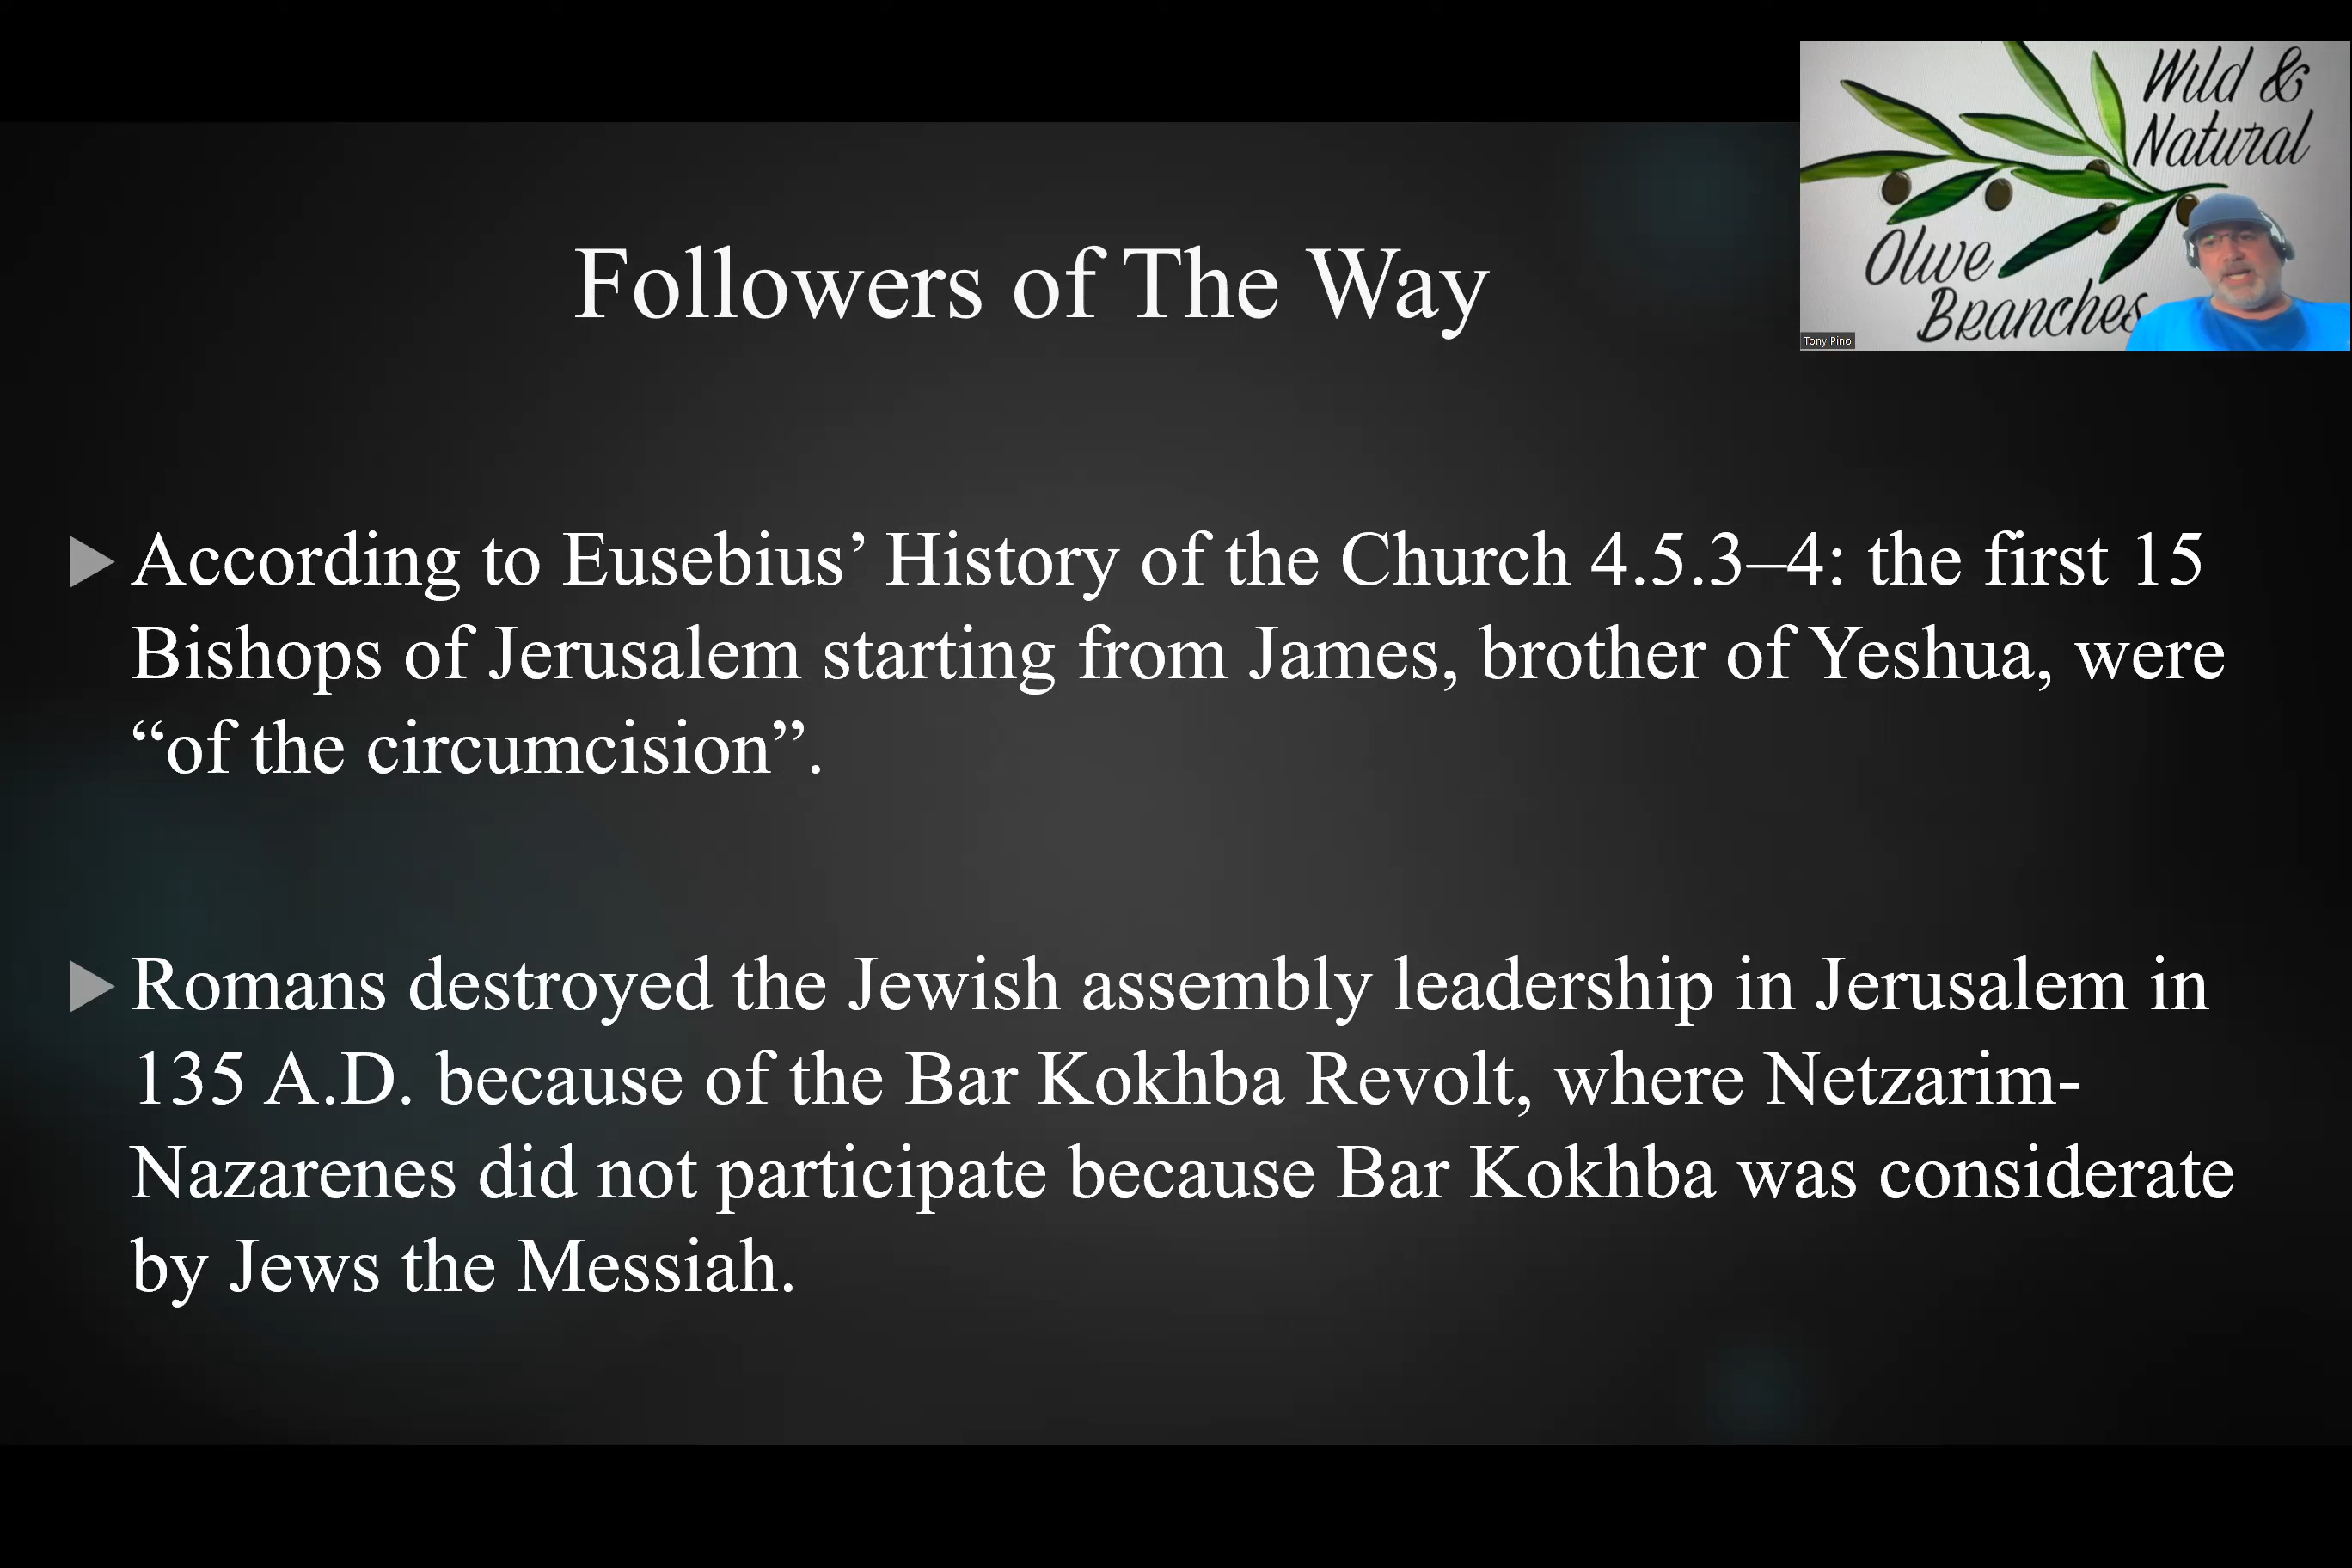 Wild &
Natural
Olive
Branches
Tony Pino
Followers of The Way
According to Eusebius’ History of the Church 4.5.3–4: the first 15
Bishops of Jerusalem starting from James, brother of Yeshua, were
“of the circumcision”.
Romans destroyed the Jewish assembly leadership in Jerusalem in
135 A.D. because of the Bar Kokhba Revolt, where Netzarim-
Nazarenes did not participate because Bar Kokhba was considerate
by Jews the Messiah.